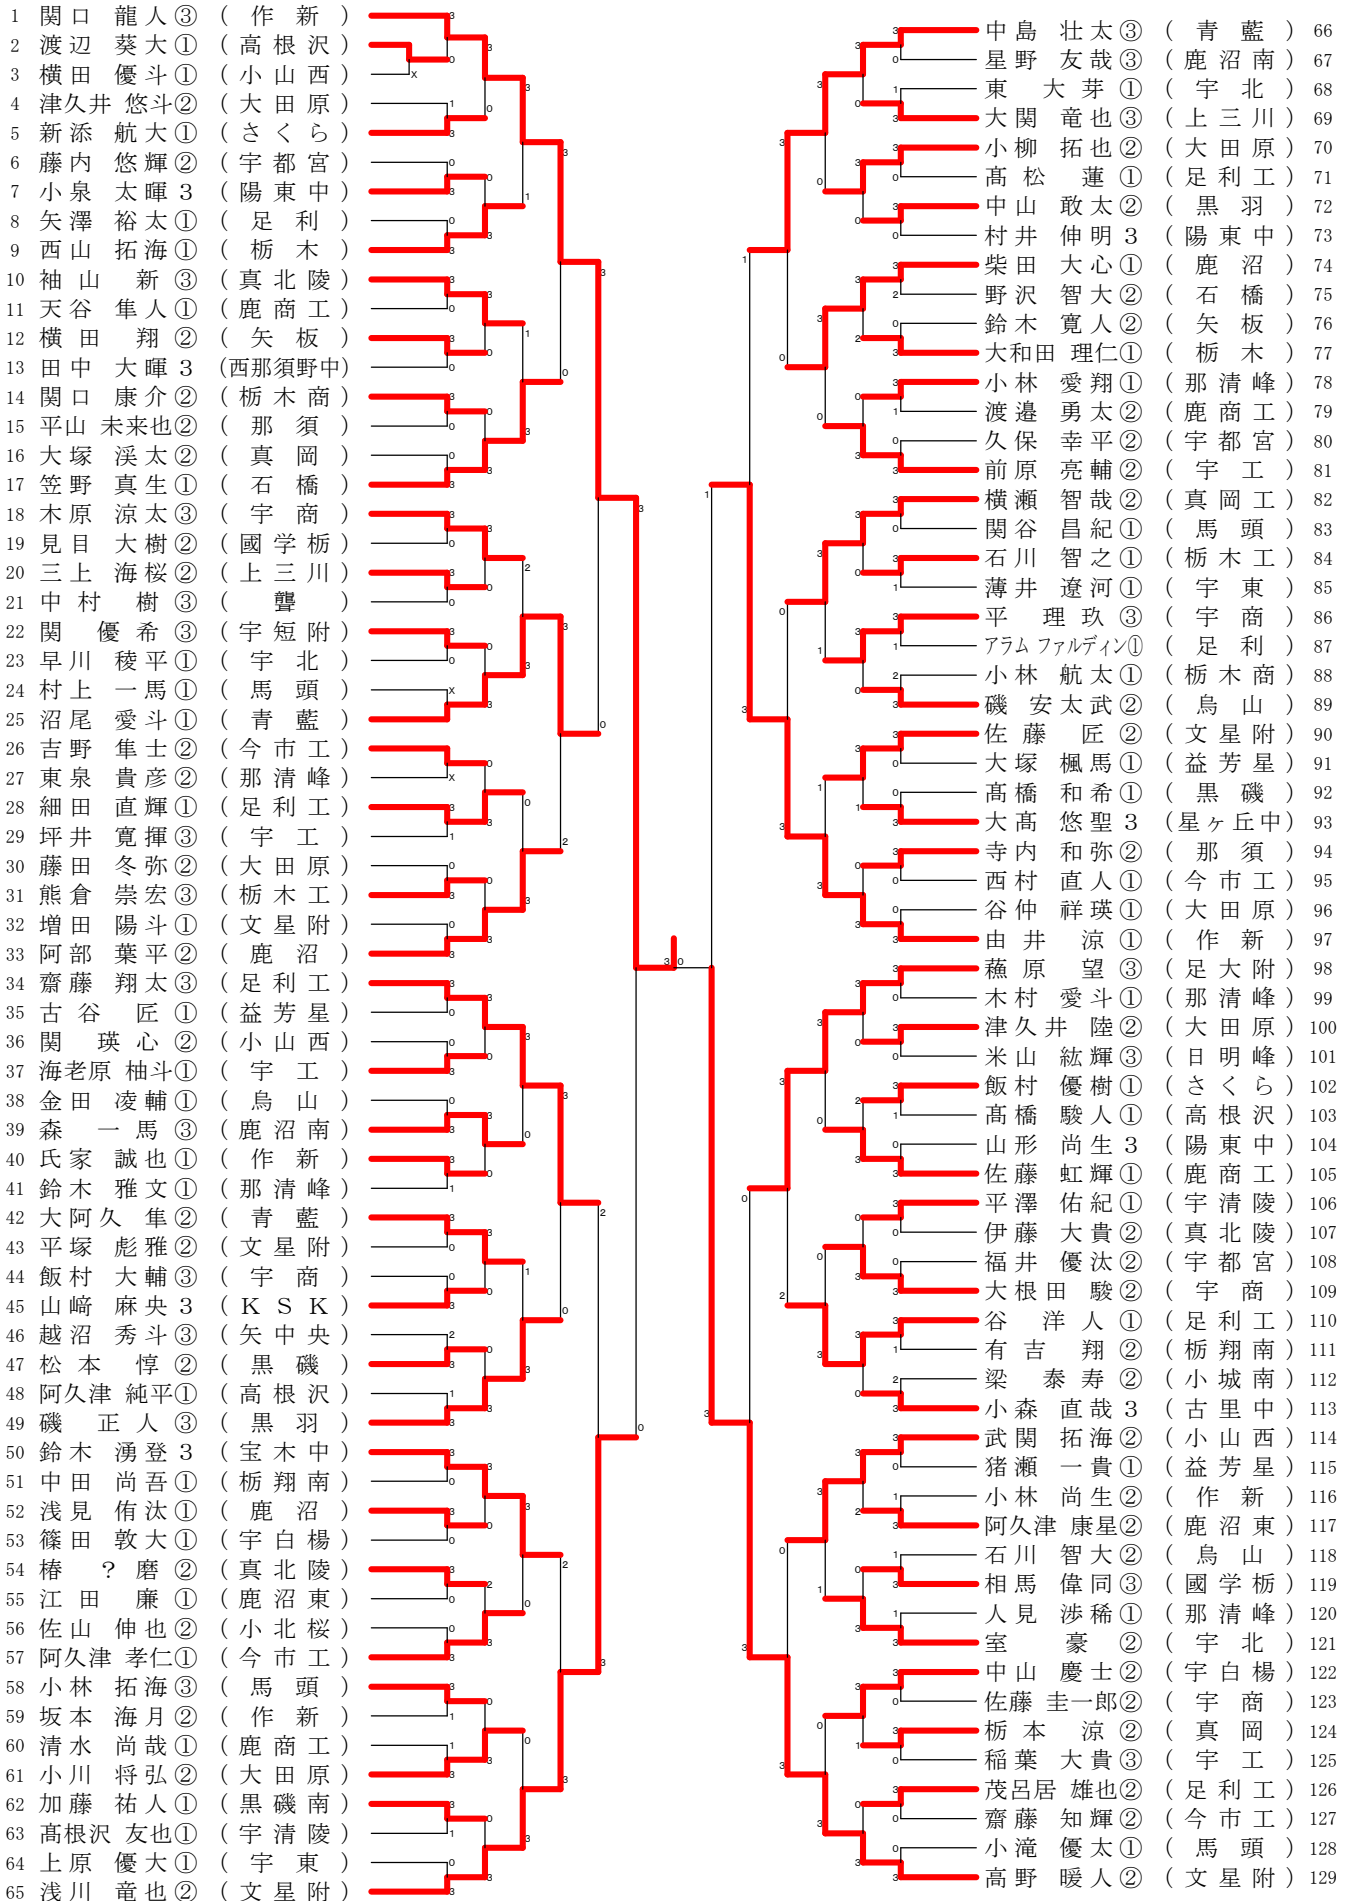 1 関口 龍人③ ( 作 新 )
2 渡辺 葵大① ( 高根沢 )
3 横田 優斗① ( 小山西 )
4 津久井 悠斗② ( 大田原 )
5 新添 航大① ( さくら )
6 藤内 悠輝② ( 宇都宮 )
7 小泉 太暉 3 ( 陽東中 )
8 矢澤 裕太① ( 足 利 )
9 西山 拓海① ( 栃 木 )
10 袖山 新③ ( 真北陵 )
11 天谷 隼人① ( 鹿商工 )
12 横田 翔② ( 矢 板 )
13 田中 大暉 3 (西那須野中)
14 関口 康介② ( 栃木商 )
15 平山 未来也② ( 那 須 )
16 大塚 渓太② ( 真 岡 )
17 笠野 真生① ( 石 橋 )
18 木原 涼太③ ( 宇 商 )
19 見目 大樹② ( 國学栃 )
20 三上 海桜② ( 上三川 )
21 中村 樹③ ( 聾 )
22 関 優希③ ( 宇短附 )
23 早川 稜平① ( 宇 北 )
24 村上 一馬① ( 馬 頭 )
25 沼尾 愛斗① ( 青 藍 )
26 吉野 隼士② ( 今市工 )
27 東泉 貴彦② ( 那清峰 )
28 細田 直輝① ( 足利工 )
29 坪井 寛揮③ ( 宇 工 )
30 藤田 冬弥② ( 大田原 )
31 熊倉 崇宏③ ( 栃木工 )
32 増田 陽斗① ( 文星附 )
33 阿部 葉平② ( 鹿 沼 )
34 齋藤 翔太③ ( 足利工 )
35 古谷 匠① ( 益芳星 )
36 関 瑛心② ( 小山西 )
37 海老原 柚斗① ( 宇 工 )
38 金田 凌輔① ( 烏 山 )
39 森 一馬③ ( 鹿沼南 )
40 氏家 誠也① ( 作 新 )
41 鈴木 雅文① ( 那清峰 )
42 大阿久 隼② ( 青 藍 )
43 平塚 彪雅② ( 文星附 )
44 飯村 大輔③ ( 宇 商 )
45 山﨑 麻央 3 ( K S K )
46 越沼 秀斗③ ( 矢中央 )
47 松本 惇② ( 黒 磯 )
48 阿久津 純平① ( 高根沢 )
49 磯 正人③ ( 黒 羽 )
50 鈴木 湧登 3 ( 宝木中 )
51 中田 尚吾① ( 栃翔南 )
52 浅見 侑汰① ( 鹿 沼 )
53 篠田 敦大① ( 宇白楊 )
54 椿 ?磨② ( 真北陵 )
55 江田 廉① ( 鹿沼東 )
56 佐山 伸也② ( 小北桜 )
57 阿久津 孝仁① ( 今市工 )
58 小林 拓海③ ( 馬 頭 )
59 坂本 海月② ( 作 新 )
60 清水 尚哉① ( 鹿商工 )
61 小川 将弘② ( 大田原 )
62 加藤 祐人① ( 黒磯南 )
63 髙根沢 友也① ( 宇清陵 )
64 上原 優大① ( 宇 東 )
65 浅川 竜也② ( 文星附 )
中島 壮太③ ( 青 藍 ) 66
星野 友哉③ ( 鹿沼南 ) 67
東 大芽① ( 宇 北 ) 68
大関 竜也③ ( 上三川 ) 69
小柳 拓也② ( 大田原 ) 70
髙松 蓮① ( 足利工 ) 71
中山 敢太② ( 黒 羽 ) 72
村井 伸明 3 ( 陽東中 ) 73
柴田 大心① ( 鹿 沼 ) 74
野沢 智大② ( 石 橋 ) 75
鈴木 寛人② ( 矢 板 ) 76
大和田 理仁① ( 栃 木 ) 77
小林 愛翔① ( 那清峰 ) 78
渡邉 勇太② ( 鹿商工 ) 79
久保 幸平② ( 宇都宮 ) 80
前原 亮輔② ( 宇 工 ) 81
横瀬 智哉② ( 真岡工 ) 82
関谷 昌紀① ( 馬 頭 ) 83
石川 智之① ( 栃木工 ) 84
薄井 遼河① ( 宇 東 ) 85
平 理玖③ ( 宇 商 ) 86
アラム ファルディン① ( 足 利 ) 87
小林 航太① ( 栃木商 ) 88
磯 安太武② ( 烏 山 ) 89
佐藤 匠② ( 文星附 ) 90
大塚 楓馬① ( 益芳星 ) 91
髙橋 和希① ( 黒 磯 ) 92
大髙 悠聖 3 (星ヶ丘中) 93
寺内 和弥② ( 那 須 ) 94
西村 直人① ( 今市工 ) 95
谷仲 祥瑛① ( 大田原 ) 96
由井 涼① ( 作 新 ) 97
蘓原 望③ ( 足大附 ) 98
木村 愛斗① ( 那清峰 ) 99
津久井 陸② ( 大田原 ) 100
米山 紘輝③ ( 日明峰 ) 101
飯村 優樹① ( さくら ) 102
髙橋 駿人① ( 高根沢 ) 103
山形 尚生 3 ( 陽東中 ) 104
佐藤 虹輝① ( 鹿商工 ) 105
平澤 佑紀① ( 宇清陵 ) 106
伊藤 大貴② ( 真北陵 ) 107
福井 優汰② ( 宇都宮 ) 108
大根田 駿② ( 宇 商 ) 109
谷 洋人① ( 足利工 ) 110
有吉 翔② ( 栃翔南 ) 111
梁 泰寿② ( 小城南 ) 112
小森 直哉 3 ( 古里中 ) 113
武関 拓海② ( 小山西 ) 114
猪瀬 一貴① ( 益芳星 ) 115
小林 尚生② ( 作 新 ) 116
阿久津 康星② ( 鹿沼東 ) 117
石川 智大② ( 烏 山 ) 118
相馬 偉同③ ( 國学栃 ) 119
人見 渉稀① ( 那清峰 ) 120
室 豪② ( 宇 北 ) 121
中山 慶士② ( 宇白楊 ) 122
佐藤 圭一郎② ( 宇 商 ) 123
栃本 涼② ( 真 岡 ) 124
稲葉 大貴③ ( 宇 工 ) 125
茂呂居 雄也② ( 足利工 ) 126
齋藤 知輝② ( 今市工 ) 127
小滝 優太① ( 馬 頭 ) 128
高野 暖人② ( 文星附 ) 129